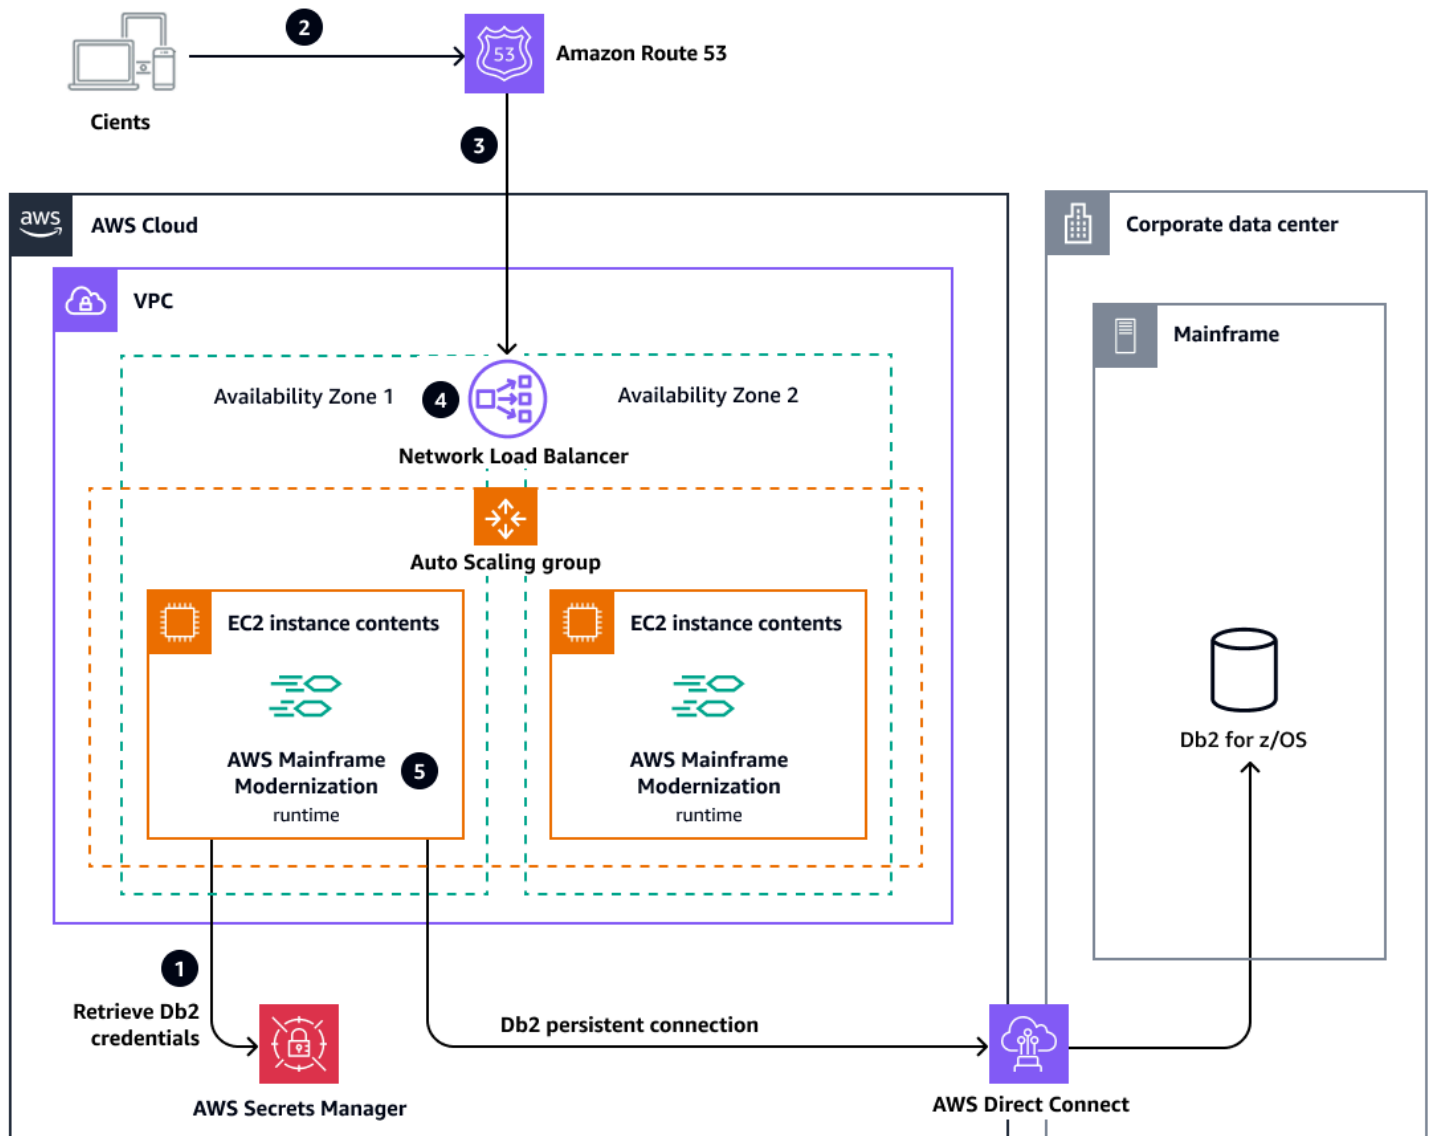 2
53
Amazon Route 53
Cients
3
aws
AWS Cloud
Corporate data center
VPC
Mainframe
Availability Zone 1
4
Availability Zone 2
Network Load Balancer
Auto Scaling group
EC2 instance contents
EC2 instance contents
AWS Mainframe
Modernization
runtime
5
AWS Mainframe
Modernization
runtime
Db2 for z/OS
1
Retrieve Db2
credentials
Db2 persistent connection
AWS Secrets Manager
AWS Direct Connect